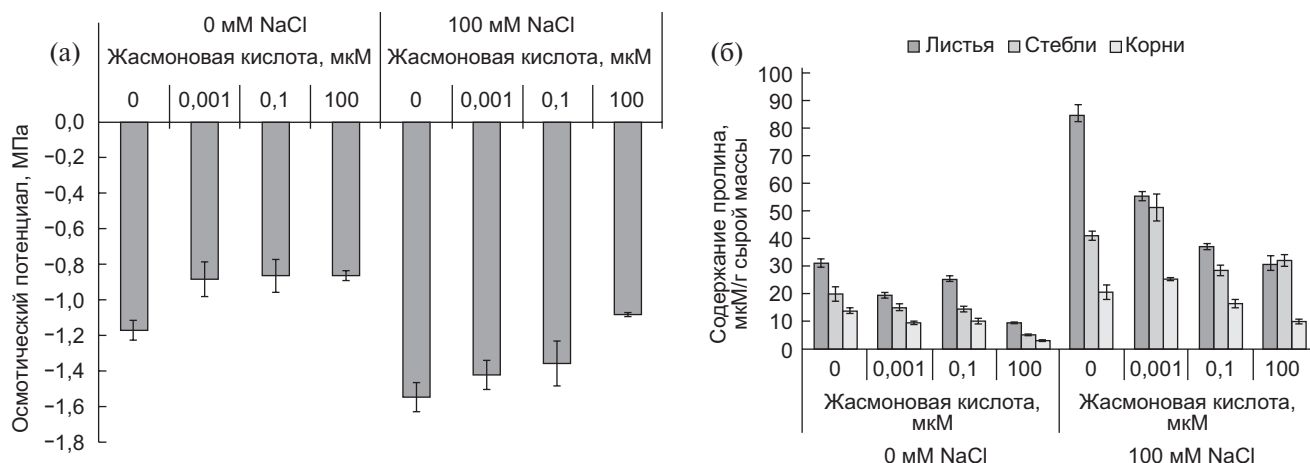 (а)
0 мМ NaCl
100 мМ NaCl
Жасмоновая кислота, мкМ
Жасмоновая кислота, мкМ
0
0,001
0,1
100
0
0,001
0,1
100
Осмотический потенциал, МПа
0,0
−0,2
−0,4
−0,6
−0,8
−1,0
−1,2
−1,4
−1,6
−1,8
(б)
Листья
Стебли
Корни
Содержание пролина,
мкМ/г сырой массы
100
90
80
70
60
50
40
30
20
10
0
0
0,001
0,1
100
0
0,001
0,1
100
Жасмоновая кислота,
мкМ
Жасмоновая кислота,
мкМ
0 мМ NaCl
100 мМ NaCl